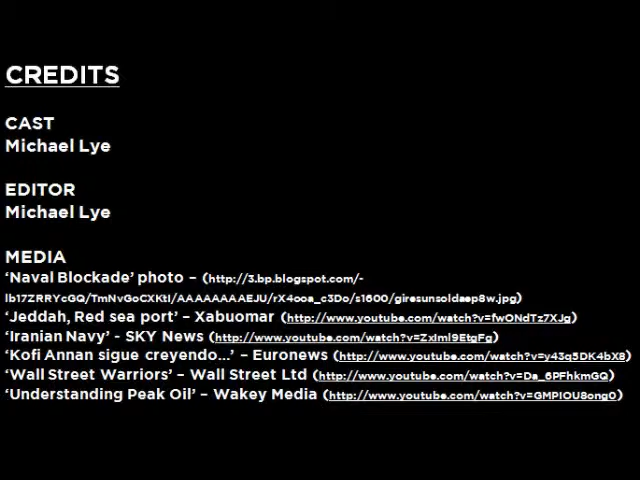 CREDITS
CAST
Michael Lye
EDITOR
Michael Lye
MEDIA
‘Naval Blockade’ photo – (http://3.bp.blogspot.com/-
lb17ZRRYcGQ/TmNvGoCXKtI/AAAAAAAAEJU/rX4ooa_c3Do/s1600/giresunsoldaep8w.jpg)
‘Jeddah, Red sea port’ – Xabuomar (http://www.youtube.com/watch?v=fwONdTz7XJg)
‘Iranian Navy’ - SKY News (http://www.youtube.com/watch?v=ZxIml9EtgFg)
‘Kofi Annan sigue creyendo...’ – Euronews (http://www.youtube.com/watch?v=y43q5DK4bX8)
‘Wall Street Warriors’ – Wall Street Ltd (http://www.youtube.com/watch?v=Da_6PFhkmGQ)
‘Understanding Peak Oil’ – Wakey Media (http://www.youtube.com/watch?v=GMPIOU8ong0)